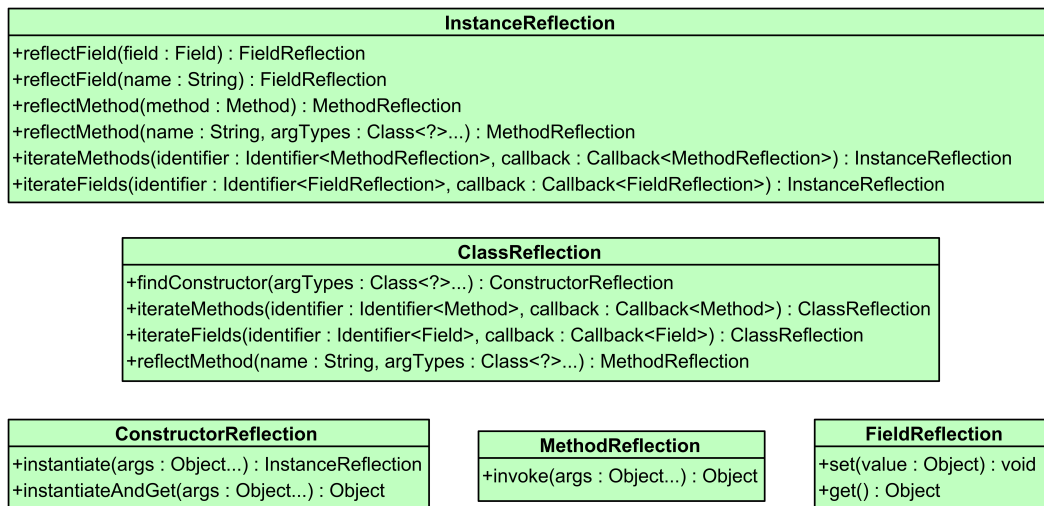 InstanceReflection
+reflectField(field : Field) : FieldReflection
+reflectField(name : String) : FieldReflection
+reflectMethod(method : Method) : MethodReflection
+reflectMethod(name : String, argTypes : Class<?>...) : MethodReflection
+iterateMethods(identifier : Identifier<MethodReflection>, callback : Callback<MethodReflection>) : InstanceReflection
+iterateFields(identifier : Identifier<FieldReflection>, callback : Callback<FieldReflection>) : InstanceReflection
ClassReflection
+findConstructor(argTypes : Class<?>...) : ConstructorReflection
+iterateMethods(identifier : Identifier<Method>, callback : Callback<Method>) : ClassReflection
+iterateFields(identifier : Identifier<Field>, callback : Callback<Field>) : ClassReflection
+reflectMethod(name : String, argTypes : Class<?>...) : MethodReflection
ConstructorReflection
+instantiate(args : Object...) : InstanceReflection
+instantiateAndGet(args : Object...) : Object
MethodReflection
+invoke(args : Object...) : Object
FieldReflection
+set(value : Object) : void
+get() : Object